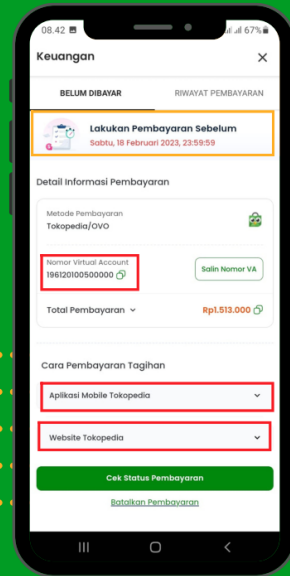 08.42
67%
Keuangan
BELUM DIBAYAR
RIWAYAT PEMBAYARAN
Lakukan Pembayaran Sebelum
Sabtu, 18 Februari 2023, 23:59:59
Detail Informasi Pembayaran
Metode Pembayaran
Tokopedia/OVO
Nomor Virtual Account
196120100500000
Salin Nomor VA
Total Pembayaran
Rp1.513.000
Cara Pembayaran Tagihan
Aplikasi Mobile Tokopedia
Website Tokopedia
Cek Status Pembayaran
Batalkan Pembayaran